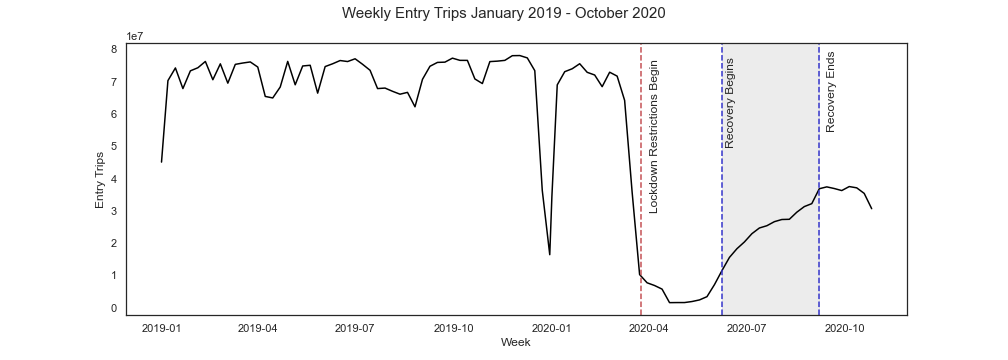 Weekly Entry Trips January 2019 - October 2020
1e7
8
7
6
5
4
3
2
1
0
Entry Trips
Lockdown Restrictions Begin
Recovery Begins
Recovery Ends
2019-01 2019-04 2019-07 2019-10 2020-01 2020-04 2020-07 2020-10
Week